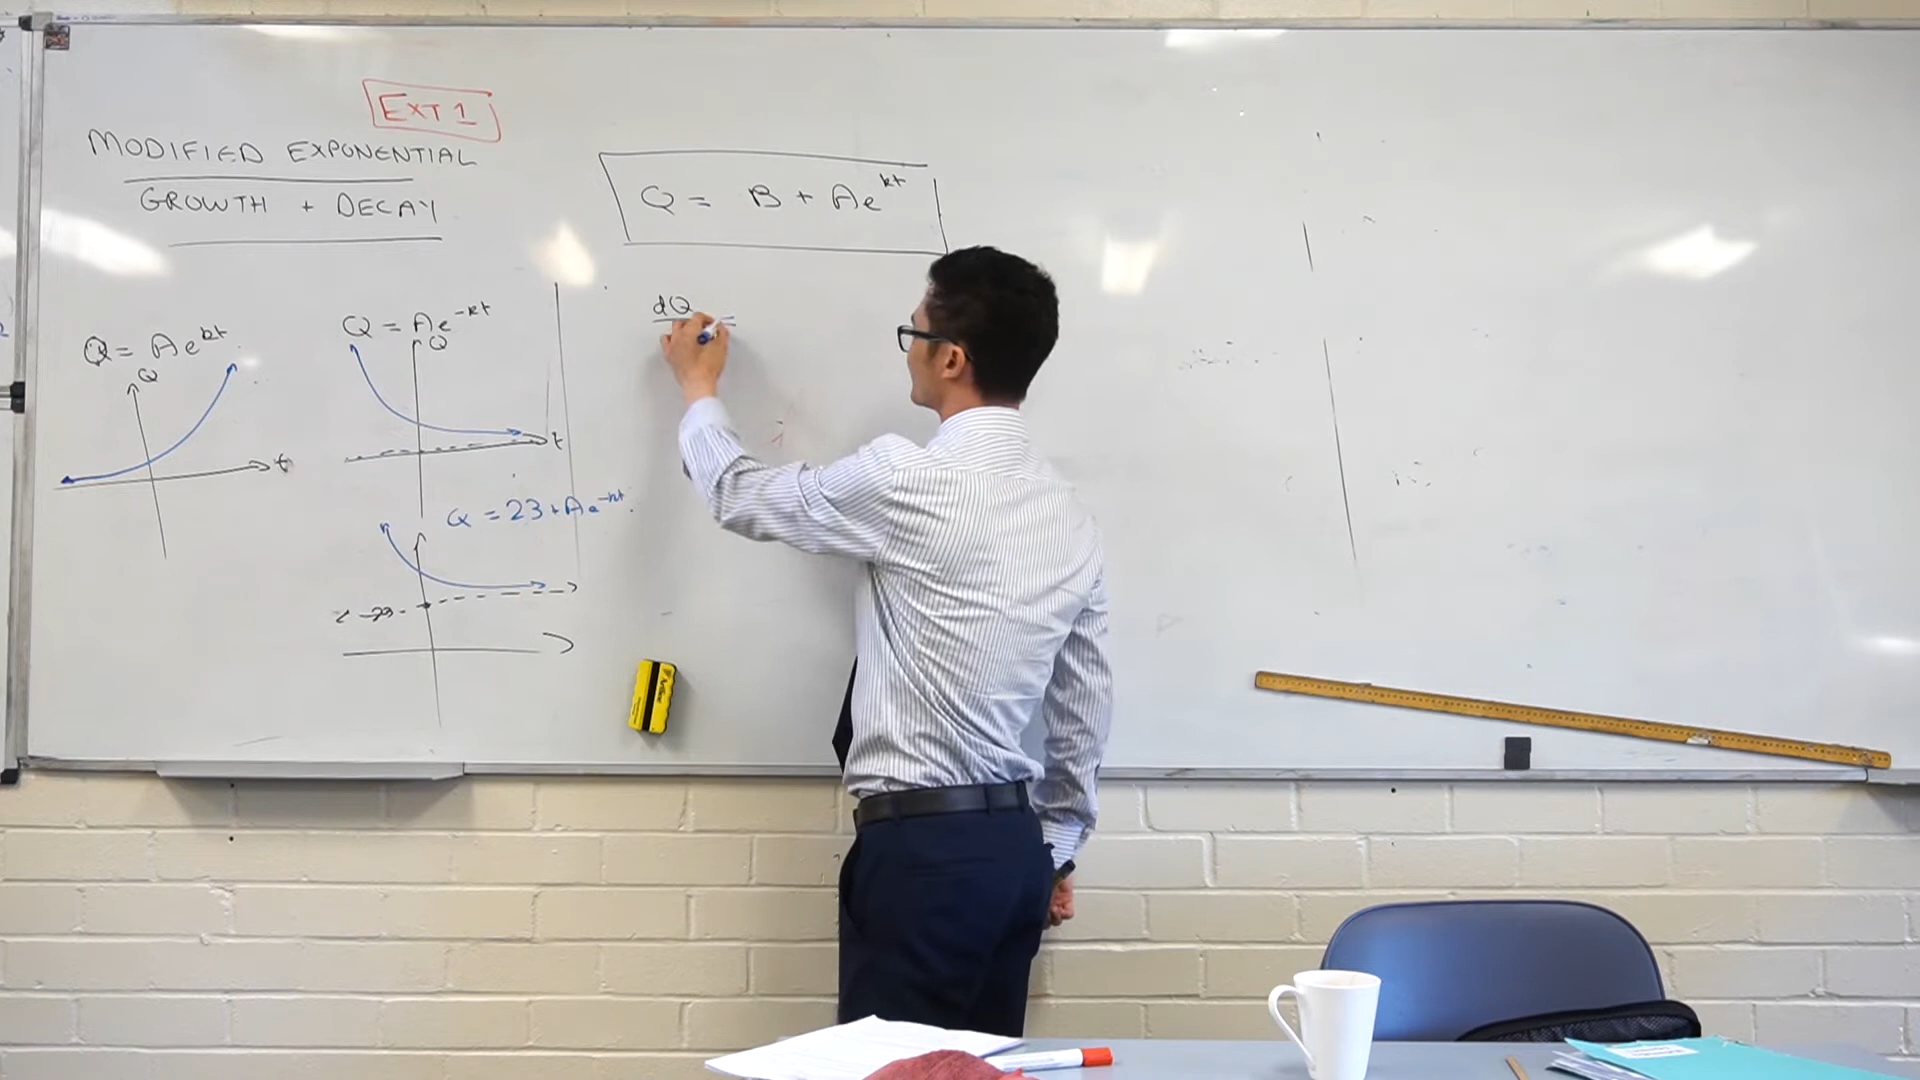 EXT 1
MODIFIED EXPONENTIAL
GROWTH + DECAY
Q = Ae^kt
Q
t
Q = Ae^-kt
Q
t
Q = 23 + Ae^-kt
23
Q = B + Ae^kt
dQ =